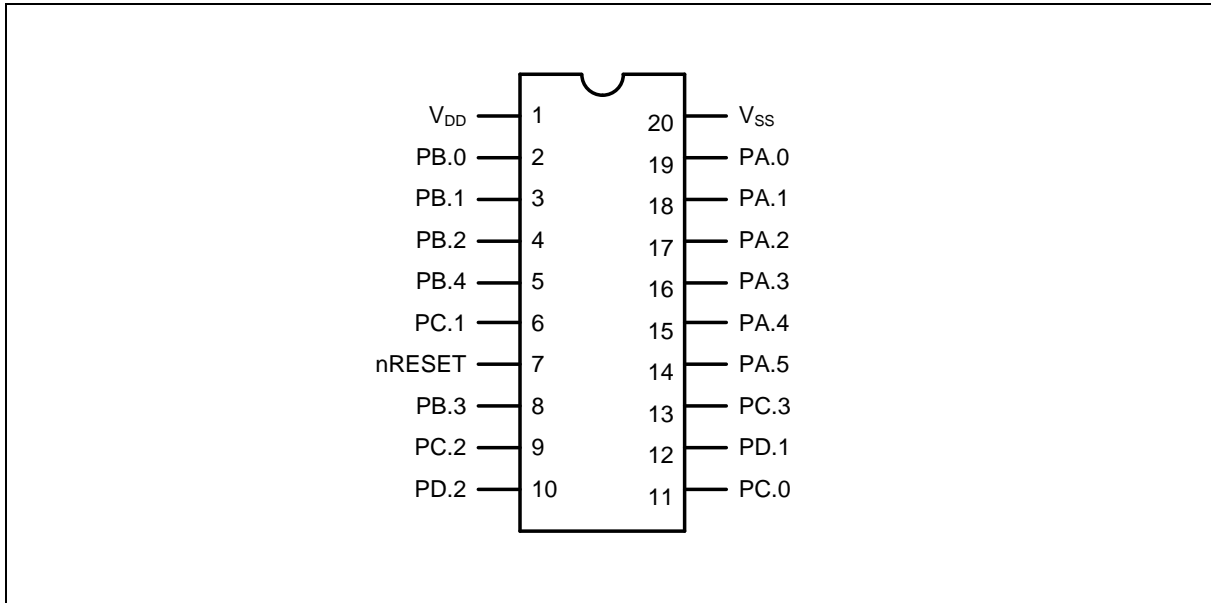 V_DD 1 20 V_SS
PB.0 2 19 PA.0
PB.1 3 18 PA.1
PB.2 4 17 PA.2
PB.4 5 16 PA.3
PC.1 6 15 PA.4
nRESET 7 14 PA.5
PB.3 8 13 PC.3
PC.2 9 12 PD.1
PD.2 10 11 PC.0